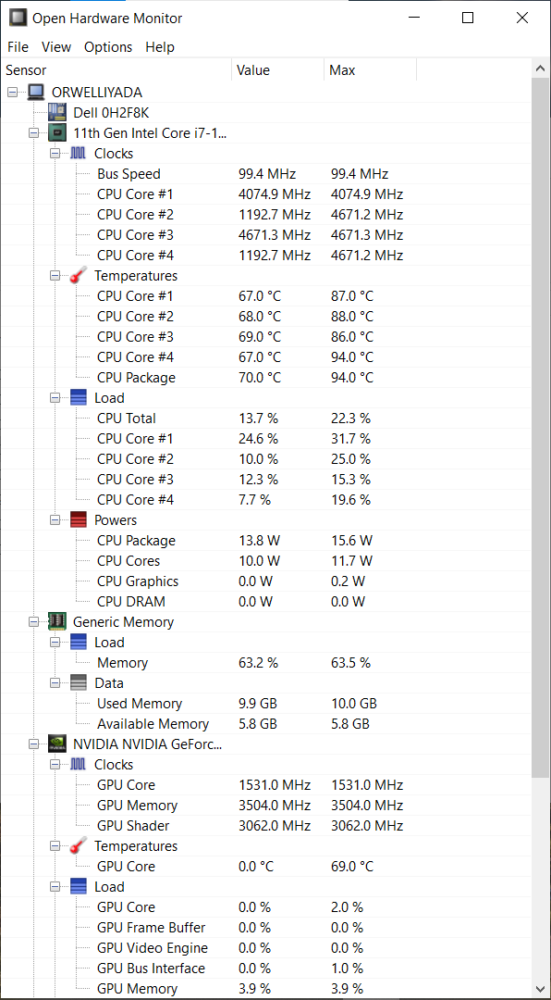 Open Hardware Monitor
File View Options Help
Sensor Value Max
ORWELLIYADA
Dell 0H2F8K
11th Gen Intel Core i7-1...
Clocks
Bus Speed 99.4 MHz 99.4 MHz
CPU Core #1 4074.9 MHz 4074.9 MHz
CPU Core #2 1192.7 MHz 4671.2 MHz
CPU Core #3 4671.3 MHz 4671.3 MHz
CPU Core #4 1192.7 MHz 4671.2 MHz
Temperatures
CPU Core #1 67.0 °C 87.0 °C
CPU Core #2 68.0 °C 88.0 °C
CPU Core #3 69.0 °C 86.0 °C
CPU Core #4 67.0 °C 94.0 °C
CPU Package 70.0 °C 94.0 °C
Load
CPU Total 13.7 % 22.3 %
CPU Core #1 24.6 % 31.7 %
CPU Core #2 10.0 % 25.0 %
CPU Core #3 12.3 % 15.3 %
CPU Core #4 7.7 % 19.6 %
Powers
CPU Package 13.8 W 15.6 W
CPU Cores 10.0 W 11.7 W
CPU Graphics 0.0 W 0.2 W
CPU DRAM 0.0 W 0.0 W
Generic Memory
Load
Memory 63.2 % 63.5 %
Data
Used Memory 9.9 GB 10.0 GB
Available Memory 5.8 GB 5.8 GB
NVIDIA NVIDIA GeForc...
Clocks
GPU Core 1531.0 MHz 1531.0 MHz
GPU Memory 3504.0 MHz 3504.0 MHz
GPU Shader 3062.0 MHz 3062.0 MHz
Temperatures
GPU Core 0.0 °C 69.0 °C
Load
GPU Core 0.0 % 2.0 %
GPU Frame Buffer 0.0 % 0.0 %
GPU Video Engine 0.0 % 0.0 %
GPU Bus Interface 0.0 % 1.0 %
GPU Memory 3.9 % 3.9 %